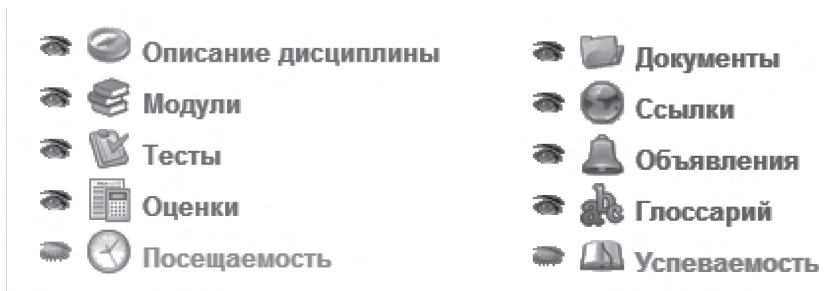 Описание дисциплины
Модули
Тесты
Оценки
Посещаемость
Документы
Ссылки
Объявления
Глоссарий
Успеваемость